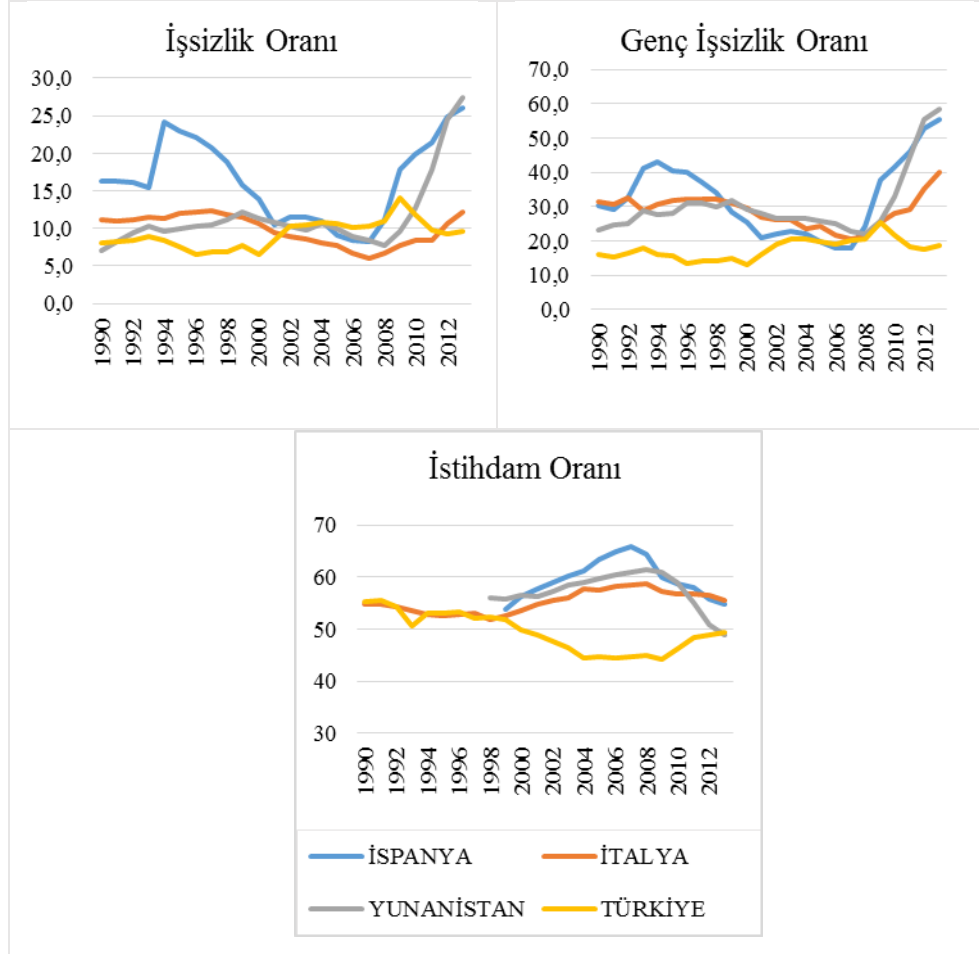 İşsizlik Oranı
30,0
25,0
20,0
15,0
10,0
5,0
0,0
1990 1992 1994 1996 1998 2000 2002 2004 2006 2008 2010 2012
Genç İşsizlik Oranı
70,0
60,0
50,0
40,0
30,0
20,0
10,0
0,0
1990 1992 1994 1996 1998 2000 2002 2004 2006 2008 2010 2012
İstihdam Oranı
70
60
50
40
30
1990 1992 1994 1996 1998 2000 2002 2004 2006 2008 2010 2012
İSPANYA İTALYA
YUNANİSTAN TÜRKİYE